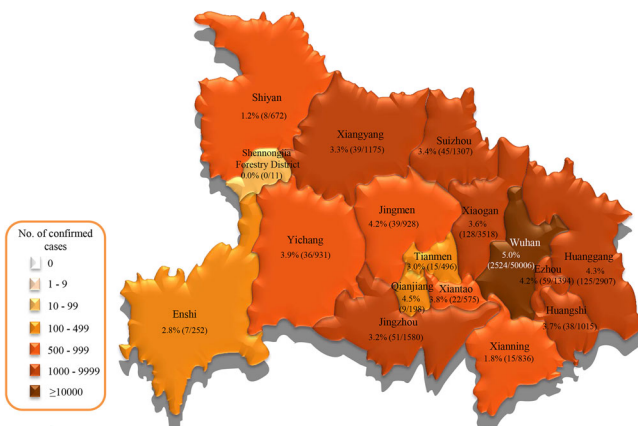 Shiyan
1.2% (8/672)
Xiangyang
3.3% (39/1175)
Suizhou
3.4% (45/1307)
Shennongjia
Forestry District
0.0% (0/11)
Jingmen
4.2% (39/928)
Xiaogan
3.6%
(128/3518)
Wuhan
5.0%
(2524/50006)
Huanggang
4.3%
(125/2907)
Yichang
3.9% (36/931)
Tianmen
3.0% (15/496)
Ezhou
4.2% (59/1394)
Qianjiang
4.5%
(9/198)
Xiantao
3.8% (22/575)
Enshi
2.8% (7/252)
Jingzhou
3.2% (51/1580)
Huangshi
3.7% (38/1015)
Xianning
1.8% (15/836)
No. of confirmed
cases
0
1 - 9
10 - 99
100 - 499
500 - 999
1000 - 9999
≥10000